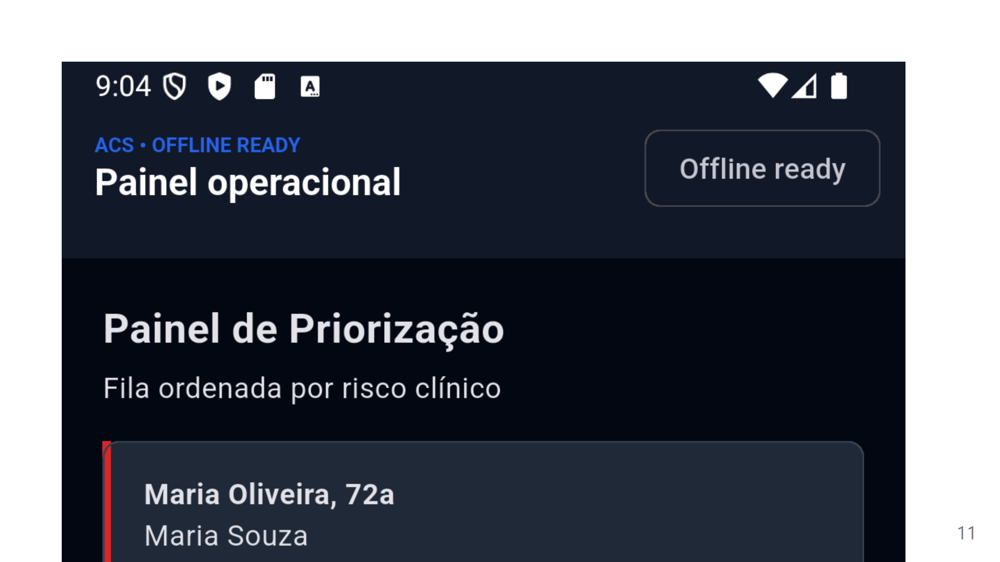 9:04
ACS • OFFLINE READY
Painel operacional
Offline ready
Painel de Priorização
Fila ordenada por risco clínico
Maria Oliveira, 72a
Maria Souza
11